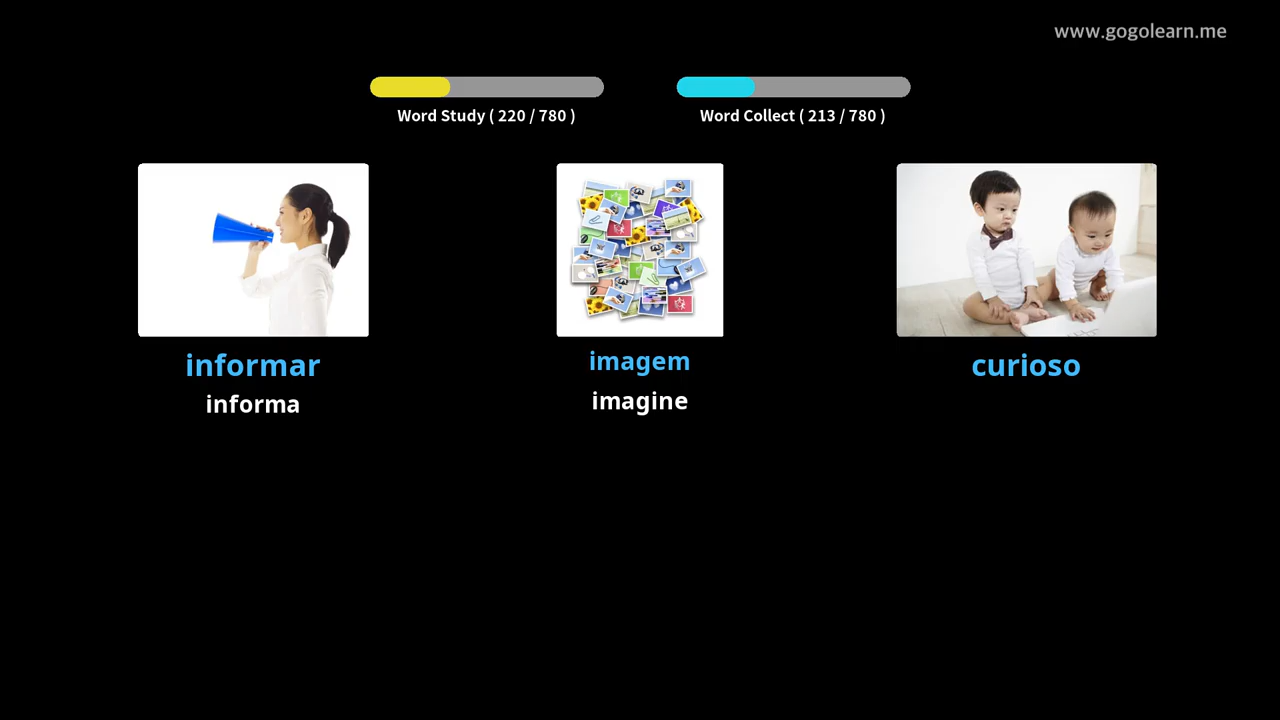 www.gogolearn.me
Word Study ( 220 / 780 )
Word Collect ( 213 / 780 )
informar
informa
imagem
imagine
curioso